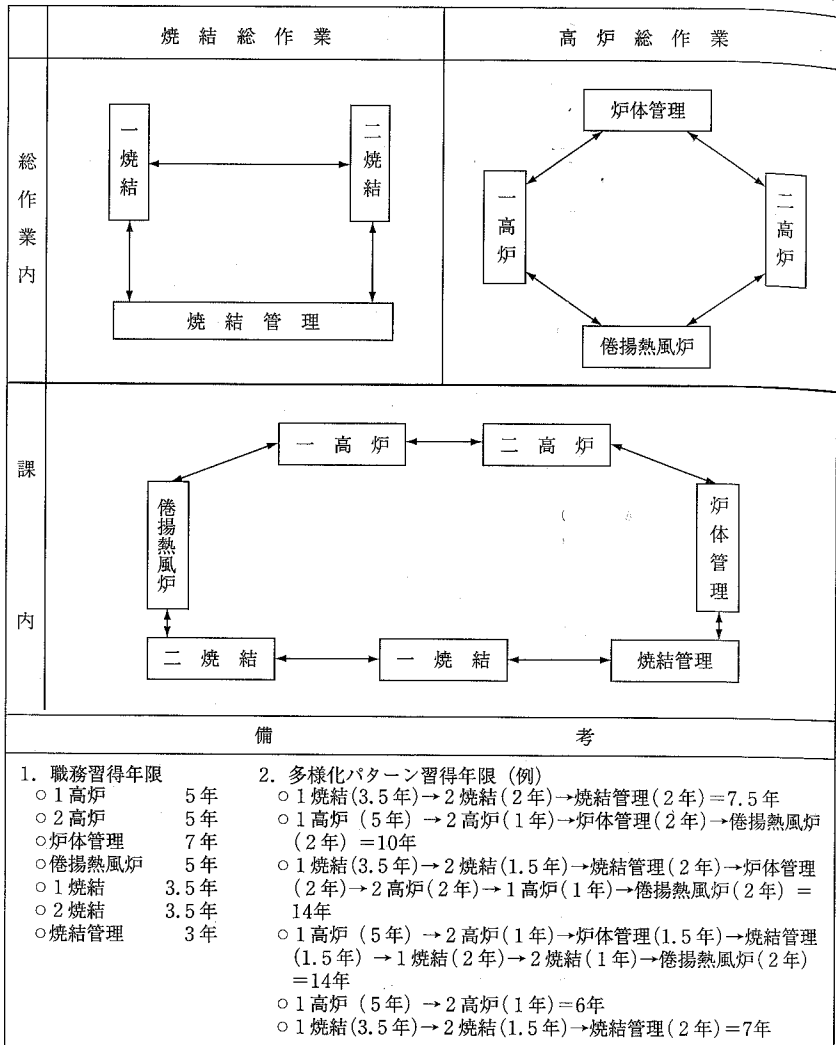 焼結総作業
高炉総作業
総作業内
一焼結
二焼結
焼結管理
炉体管理
一高炉
二高炉
倦揚熱風炉
課内
一高炉
二高炉
倦揚熱風炉
炉体管理
二焼結
一焼結
焼結管理
備考
1. 職務習得年限
○1高炉 5年
○2高炉 5年
○炉体管理 7年
○倦揚熱風炉 5年
○1焼結 3.5年
○2焼結 3.5年
○焼結管理 3年
2. 多様化パターン習得年限（例）
○1焼結(3.5年)→2焼結(2年)→焼結管理(2年)＝7.5年
○1高炉（5年）→2高炉(1年)→炉体管理(2年)→倦揚熱風炉
（2年）＝10年
○1焼結(3.5年)→2焼結(1.5年)→焼結管理(2年)→炉体管理
(2年)→2高炉(2年)→1高炉(1年)→倦揚熱風炉(2年)＝
14年
○1高炉（5年）→2高炉(1年)→炉体管理(1.5年)→焼結管理
(1.5年)→1焼結(2年)→2焼結(1年)→倦揚熱風炉(2年)
＝14年
○1高炉（5年）→2高炉(1年)＝6年
○1焼結(3.5年)→2焼結(1.5年)→焼結管理(2年)＝7年